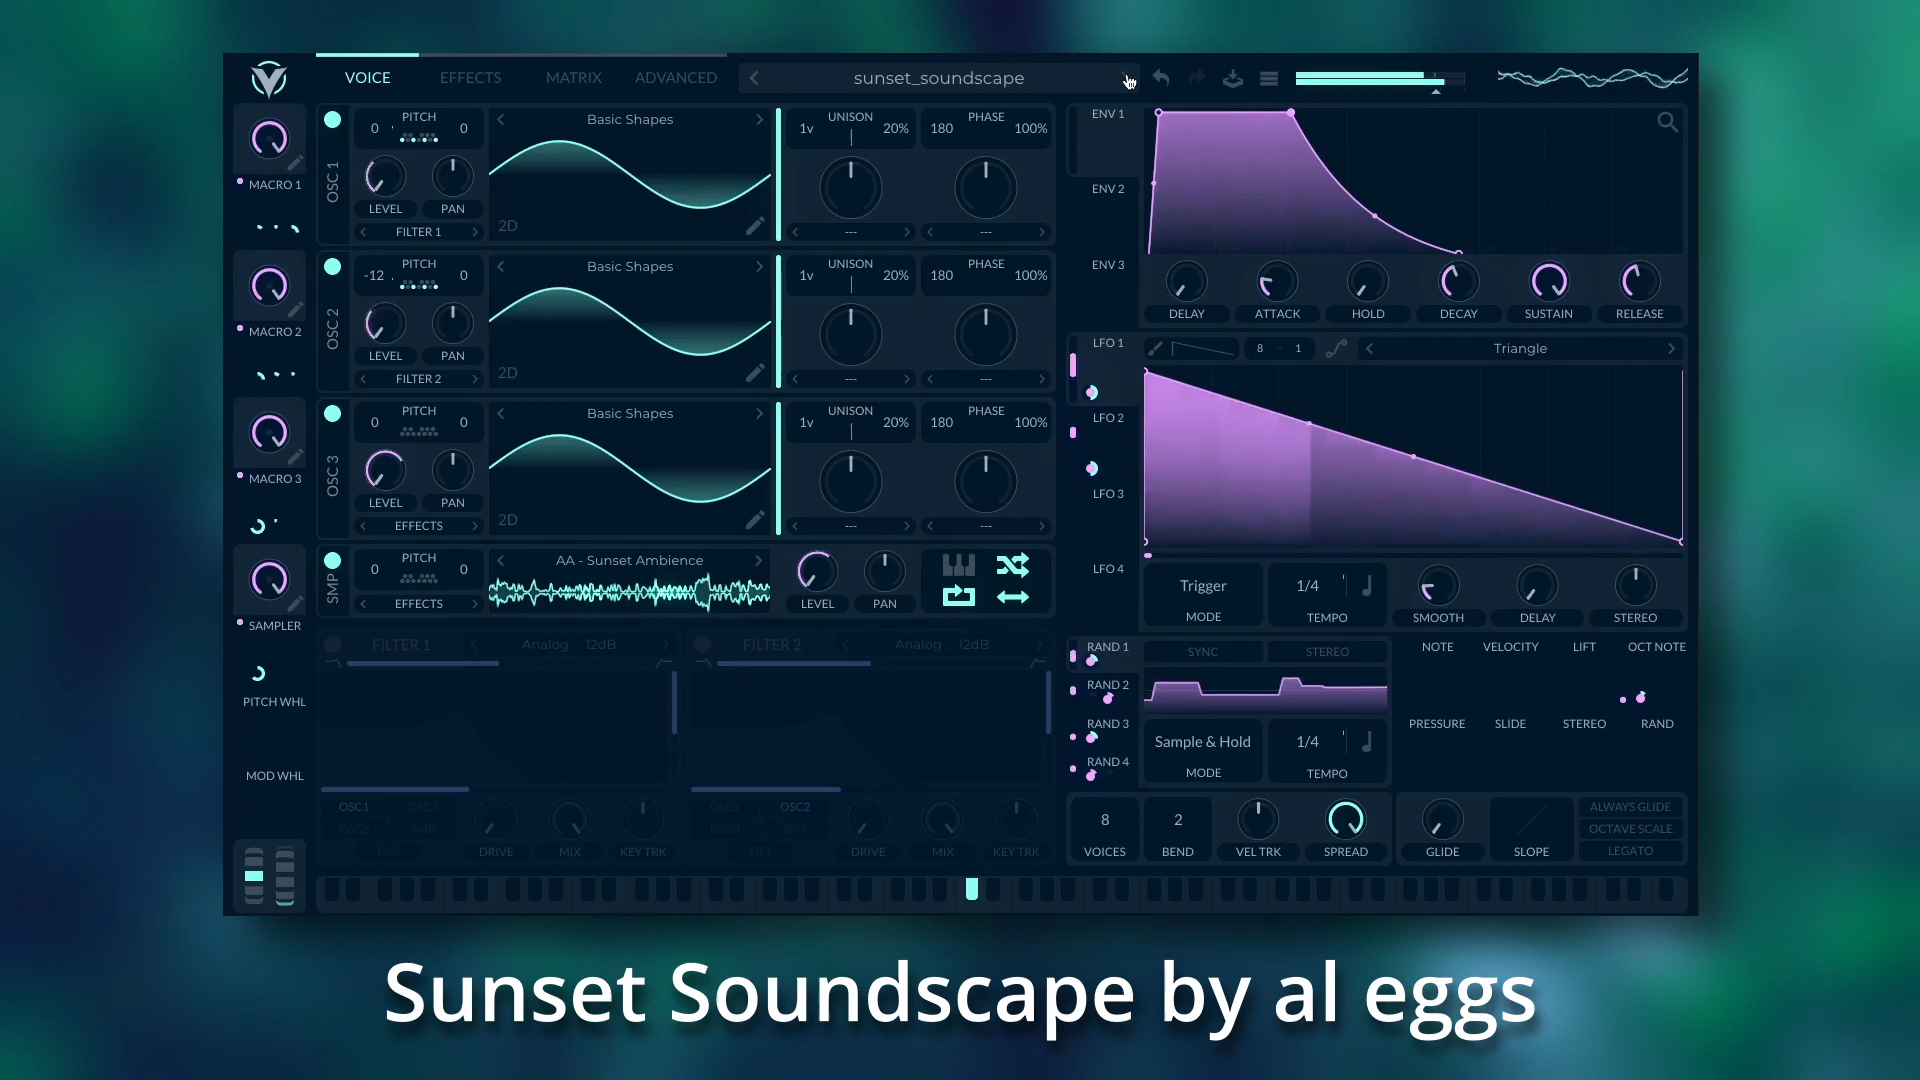 VOICE EFFECTS MATRIX ADVANCED sunset_soundscape
MACRO 1
MACRO 2
MACRO 3
SAMPLER
PITCH WHL
MOD WHL
OSC 1
PITCH
0 0
LEVEL PAN
FILTER 1
Basic Shapes
2D
UNISON
1v 20%
---
PHASE
180 100%
---
OSC 2
PITCH
-12 0
LEVEL PAN
FILTER 2
Basic Shapes
2D
UNISON
1v 20%
---
PHASE
180 100%
---
OSC 3
PITCH
0 0
LEVEL PAN
EFFECTS
Basic Shapes
2D
UNISON
1v 20%
---
PHASE
180 100%
---
SMP
PITCH
0 0
EFFECTS
AA - Sunset Ambience
LEVEL PAN
FILTER 1 Analog : 12dB
OSC1 OSC2
OSC3 SMP
FIL2
DRIVE MIX KEY TRK
FILTER 2 Analog : 12dB
OSC1 OSC2
OSC3 SMP
FIL1
DRIVE MIX KEY TRK
ENV 1
ENV 2
ENV 3
DELAY ATTACK HOLD DECAY SUSTAIN RELEASE
LFO 1
LFO 2
LFO 3
LFO 4
8 - 1 Triangle
Trigger
MODE
1/4
TEMPO
SMOOTH DELAY STEREO
RAND 1
RAND 2
RAND 3
RAND 4
SYNC STEREO
Sample & Hold
MODE
1/4
TEMPO
NOTE VELOCITY LIFT OCT NOTE
PRESSURE SLIDE STEREO RAND
8
VOICES
2
BEND
VEL TRK SPREAD GLIDE SLOPE
ALWAYS GLIDE
OCTAVE SCALE
LEGATO
Sunset Soundscape by al eggs